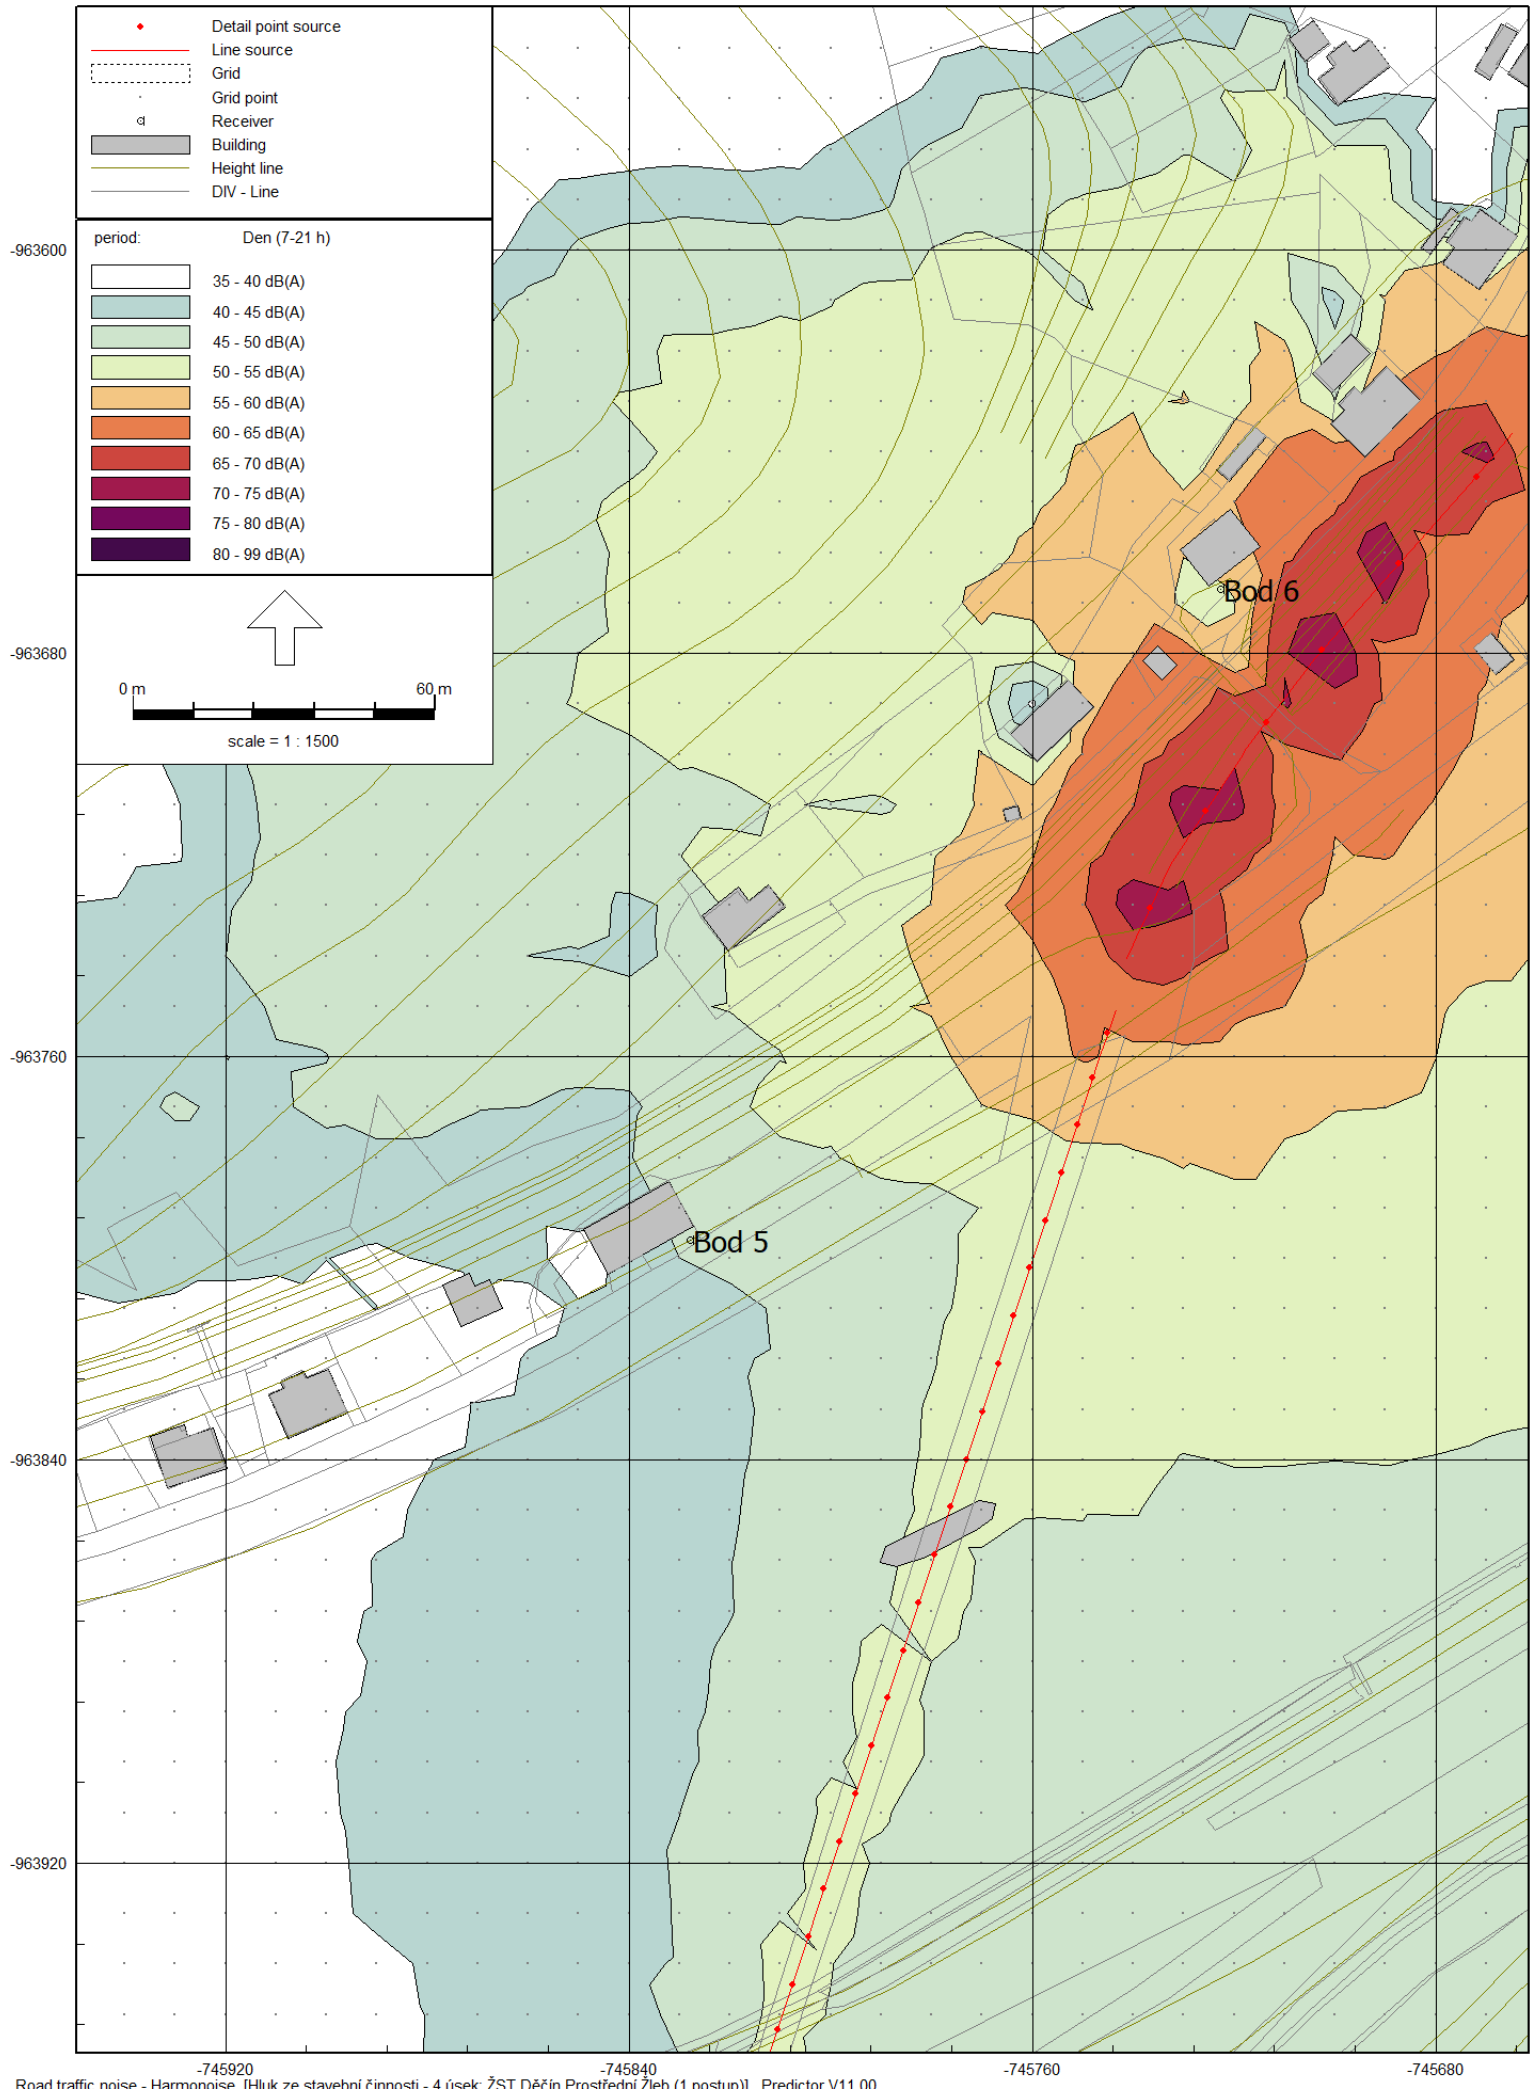 Detail point source
Line source
Grid
Grid point
Receiver
Building
Height line
DIV - Line
period: Den (7-21 h)
35 - 40 dB(A)
40 - 45 dB(A)
45 - 50 dB(A)
50 - 55 dB(A)
55 - 60 dB(A)
60 - 65 dB(A)
65 - 70 dB(A)
70 - 75 dB(A)
75 - 80 dB(A)
80 - 99 dB(A)
0 m 60 m
scale = 1 : 1500
-963600
Bod 6
-963680
-963760
Bod 5
-963840
-963920
-745920 -745840 -745760 -745680
Road traffic noise - Harmonoise, [Hluk ze stavební činnosti - 4 úsek: ŽST Děčín Prostřední Žleb (1 postup)] , Predictor V11.00